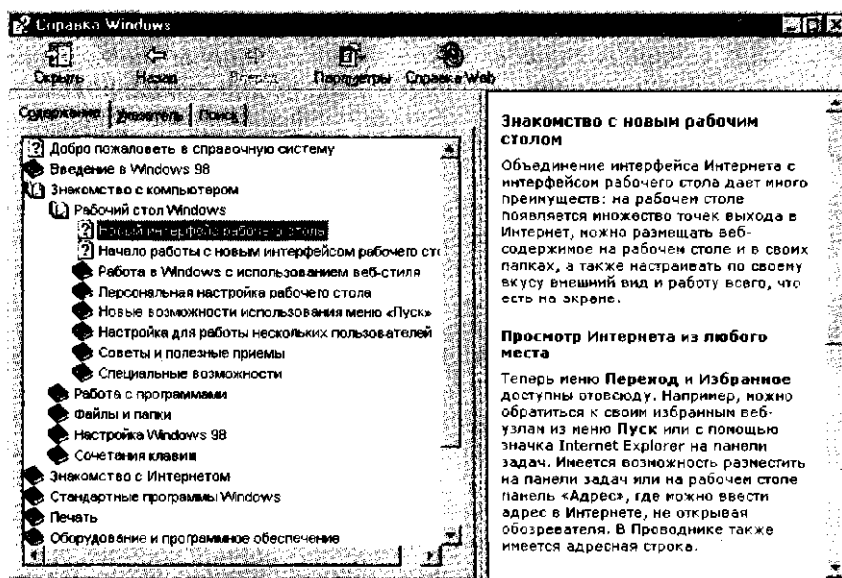 Справка Windows
Скрыть Назад Вперед Параметры Справка Web
Содержание Указатель Поиск
Добро пожаловать в справочную систему
Введение в Windows 98
Знакомство с компьютером
Рабочий стол Windows
Новый интерфейс рабочего стола
Начало работы с новым интерфейсом рабочего сто
Работа в Windows с использованием веб-стиля
Персональная настройка рабочего стола
Новые возможности использования меню «Пуск»
Настройка для работы нескольких пользователей
Советы и полезные приемы
Специальные возможности
Работа с программами
Файлы и папки
Настройка Windows 98
Сочетания клавиш
Знакомство с Интернетом
Стандартные программы Windows
Печать
Оборудование и программное обеспечение
Знакомство с новым рабочим
столом
Объединение интерфейса Интернета с
интерфейсом рабочего стола дает много
преимуществ: на рабочем столе
появляется множество точек выхода в
Интернет, можно размещать веб-
содержимое на рабочем столе и в своих
папках, а также настраивать по своему
вкусу внешний вид и работу всего, что
есть на экране.
Просмотр Интернета из любого
места
Теперь меню Переход и Избранное
доступны отовсюду. Например, можно
обратиться к своим избранным веб-
узлам из меню Пуск или с помощью
значка Internet Explorer на панели
задач. Имеется возможность разместить
на панели задач или на рабочем столе
панель «Адрес», где можно ввести
адрес в Интернете, не открывая
обозревателя. В Проводнике также
имеется адресная строка.